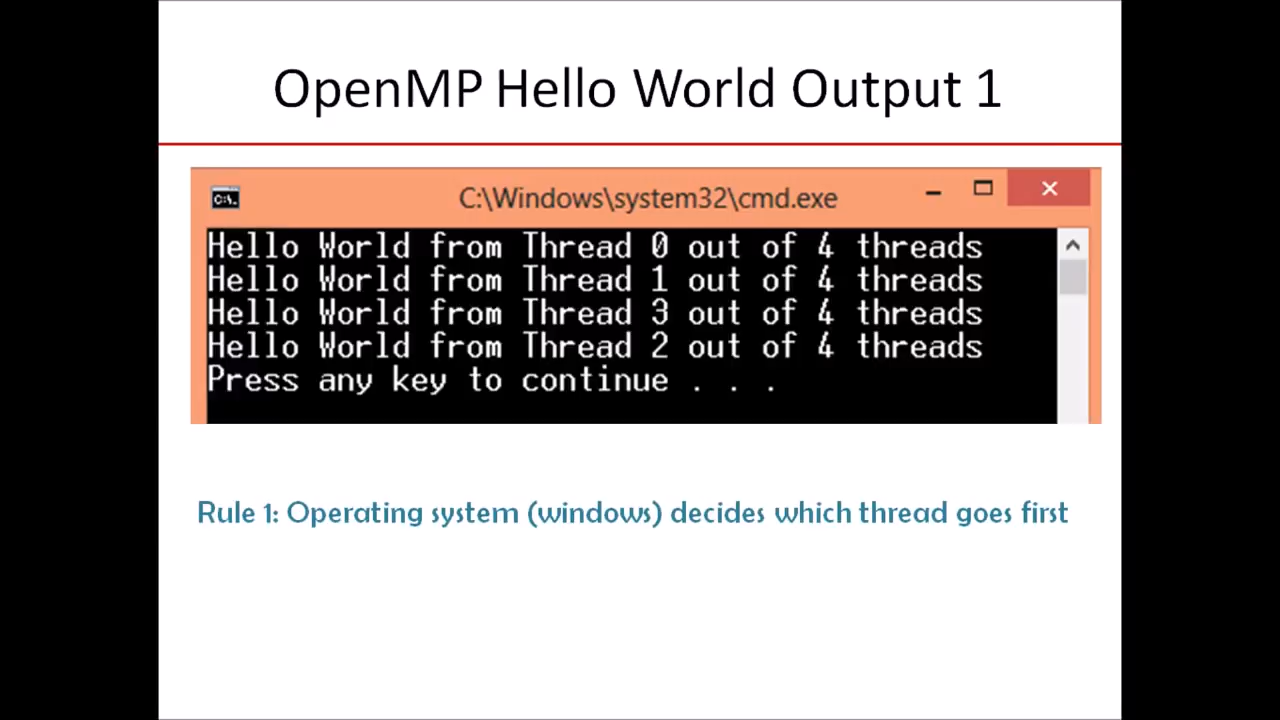 OpenMP Hello World Output 1
C:\Windows\system32\cmd.exe
Hello World from Thread 0 out of 4 threads
Hello World from Thread 1 out of 4 threads
Hello World from Thread 3 out of 4 threads
Hello World from Thread 2 out of 4 threads
Press any key to continue . . .
Rule 1: Operating system (windows) decides which thread goes first